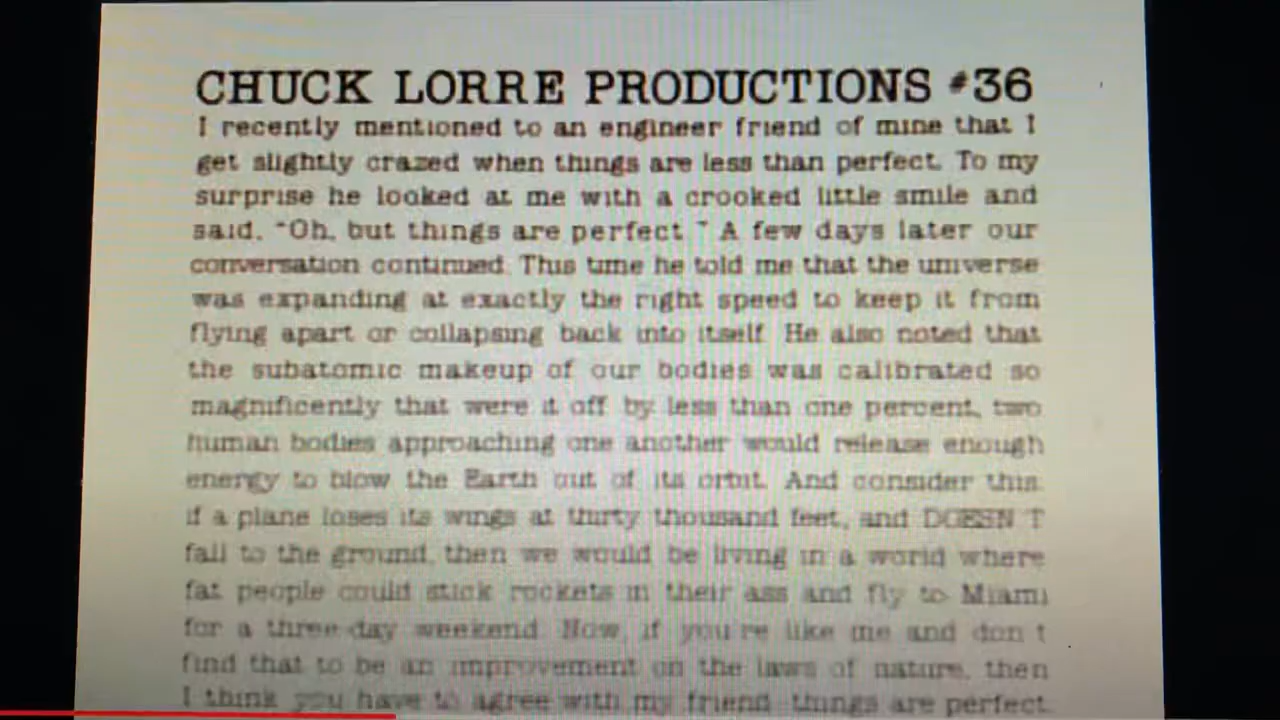 CHUCK LORRE PRODUCTIONS #36
I recently mentioned to an engineer friend of mine that I
get slightly crazed when things are less than perfect. To my
surprise he looked at me with a crooked little smile and
said, "Oh, but things are perfect." A few days later our
conversation continued. This time he told me that the universe
was expanding at exactly the right speed to keep it from
flying apart or collapsing back into itself. He also noted that
the subatomic makeup of our bodies was calibrated so
magnificently that were it off by less than one percent, two
human bodies approaching one another would release enough
energy to blow the Earth out of its orbit. And consider this:
if a plane loses its wings at thirty thousand feet, and DOESN'T
fall to the ground, then we would be living in a world where
fat people could stick rockets in their ass and fly to Miami
for a three-day weekend. Now, if you're like me and don't
find that to be an improvement on the laws of nature, then
I think you have to agree with my friend: things are perfect.